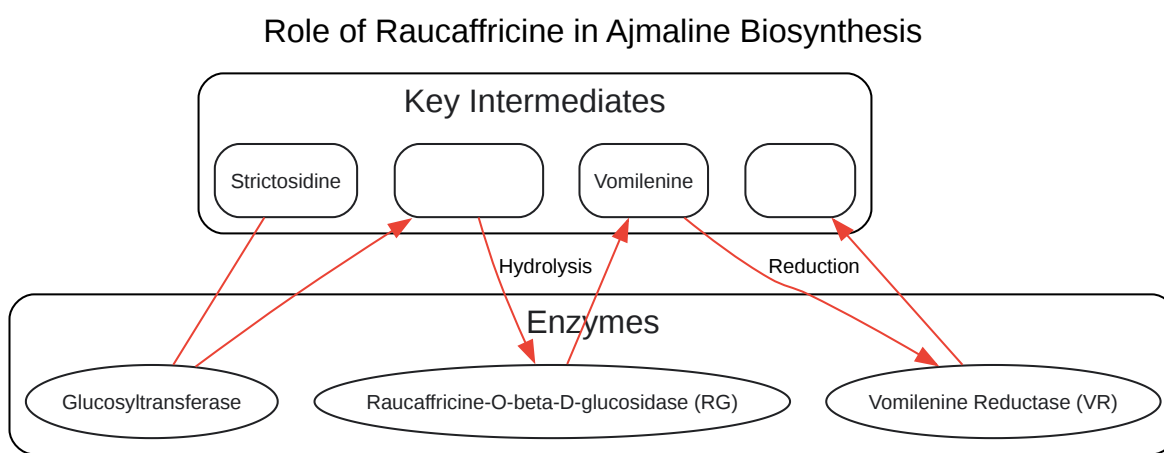 Role of Raucaffricine in Ajmaline Biosynthesis
Key Intermediates
Strictosidine
Vomilenine
Hydrolysis
Reduction
Enzymes
Glucosyltransferase
Raucaffricine-O-beta-D-glucosidase (RG)
Vomilenine Reductase (VR)